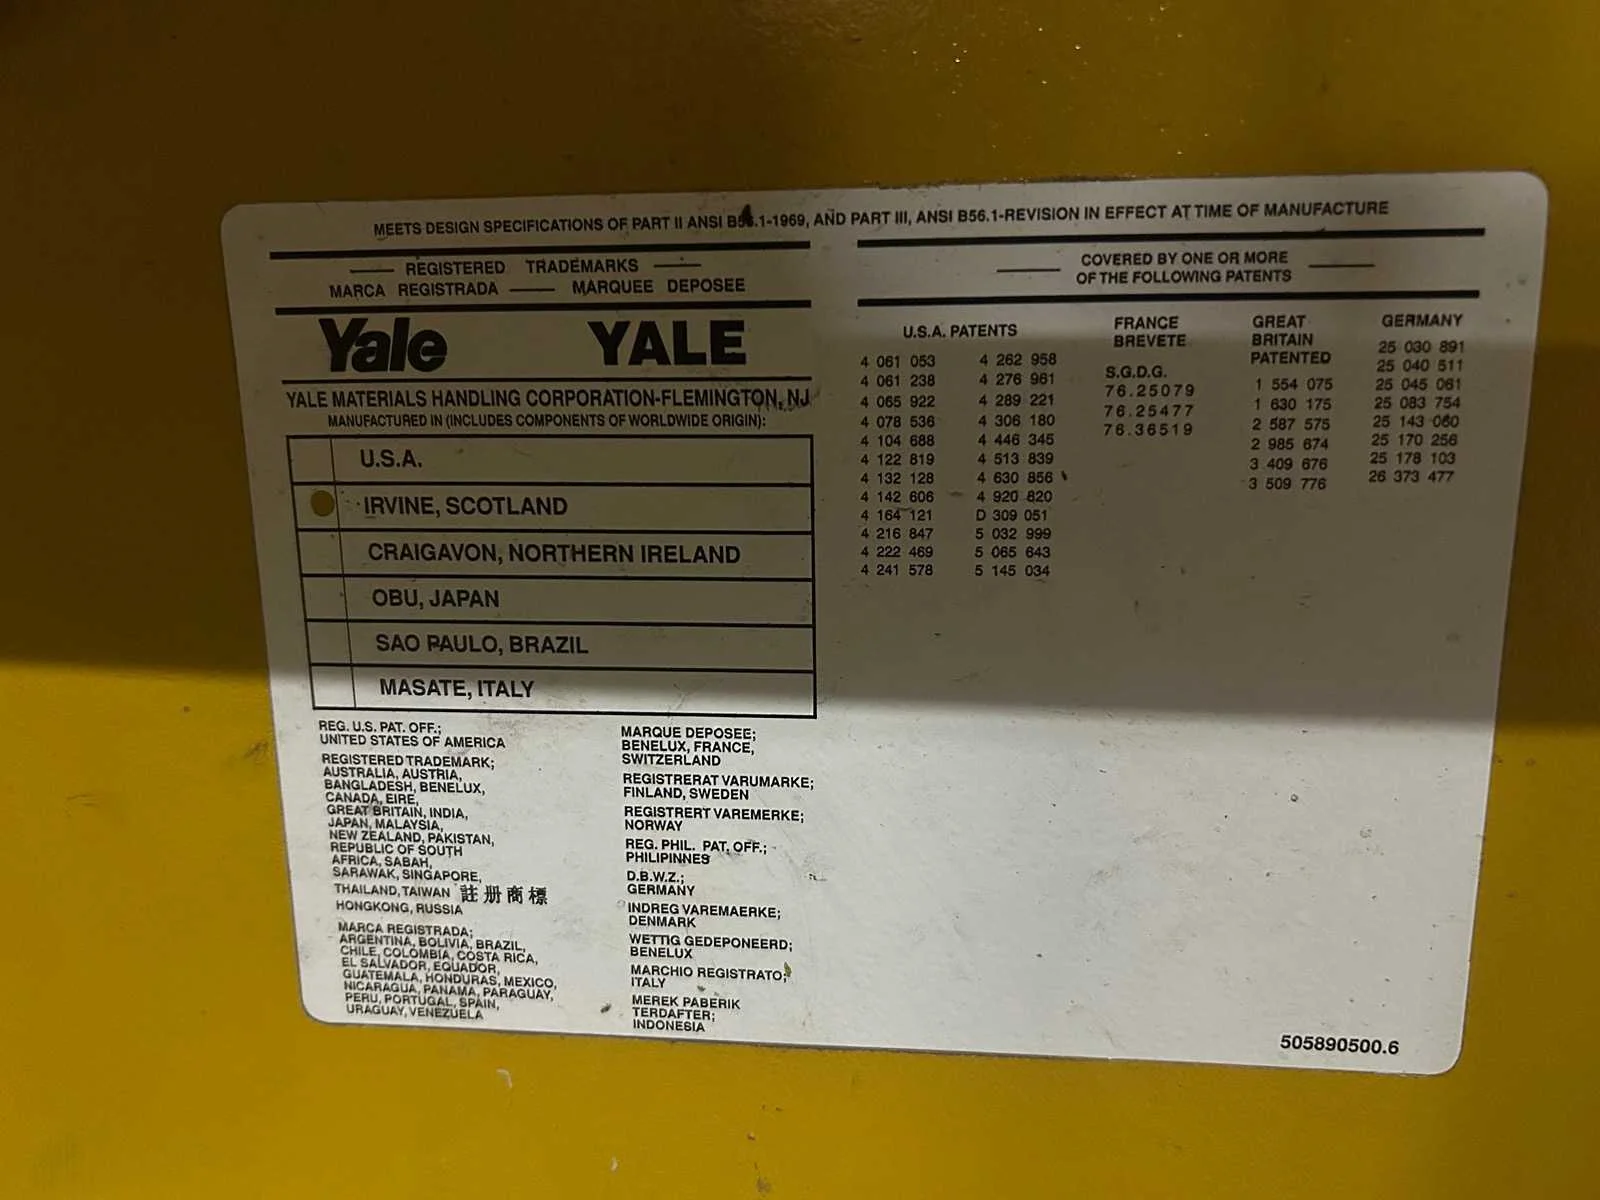 MEETS DESIGN SPECIFICATIONS OF PART II ANSI B56.1-1969, AND PART III, ANSI B56.1-REVISION IN EFFECT AT TIME OF MANUFACTURE
REGISTERED TRADEMARKS
MARCA REGISTRADA — MARQUEE DEPOSEE
Yale YALE
YALE MATERIALS HANDLING CORPORATION-FLEMINGTON, NJ
MANUFACTURED IN (INCLUDES COMPONENTS OF WORLDWIDE ORIGIN):
U.S.A.
IRVINE, SCOTLAND
CRAIGAVON, NORTHERN IRELAND
OBU, JAPAN
SAO PAULO, BRAZIL
MASATE, ITALY
REG. U.S. PAT. OFF.;
UNITED STATES OF AMERICA
REGISTERED TRADEMARK;
AUSTRALIA, AUSTRIA,
BANGLADESH, BENELUX,
CANADA, EIRE,
GREAT BRITAIN, INDIA,
JAPAN, MALAYSIA,
NEW ZEALAND, PAKISTAN,
REPUBLIC OF SOUTH
AFRICA, SABAH,
SARAWAK, SINGAPORE,
THAILAND, TAIWAN 註册商標
HONGKONG, RUSSIA
MARCA REGISTRADA;
ARGENTINA, BOLIVIA, BRAZIL,
CHILE, COLOMBIA, COSTA RICA,
EL SALVADOR, EQUADOR,
GUATEMALA, HONDURAS, MEXICO,
NICARAGUA, PANAMA, PARAGUAY,
PERU, PORTUGAL, SPAIN,
URAGUAY, VENEZUELA
MARQUE DEPOSEE;
BENELUX, FRANCE,
SWITZERLAND
REGISTRERAT VARUMARKE;
FINLAND, SWEDEN
REGISTRERT VAREMERKE;
NORWAY
REG. PHIL. PAT. OFF.;
PHILIPINNES
D.B.W.Z.;
GERMANY
INDREG VAREMAERKE;
DENMARK
WETTIG GEDEPONEERD;
BENELUX
MARCHIO REGISTRATO;
ITALY
MEREK PABERIK
TERDAFTER;
INDONESIA
COVERED BY ONE OR MORE
OF THE FOLLOWING PATENTS
U.S.A. PATENTS
4 061 053 4 262 958
4 061 238 4 276 961
4 065 922 4 289 221
4 078 536 4 306 180
4 104 688 4 446 345
4 122 819 4 513 839
4 132 128 4 630 856
4 142 606 4 920 820
4 164 121 D 309 051
4 216 847 5 032 999
4 222 469 5 065 643
4 241 578 5 145 034
FRANCE
BREVETE
S.G.D.G.
76.25079
76.25477
76.36519
GREAT
BRITAIN
PATENTED
1 554 075
1 630 175
2 587 575
2 985 674
3 409 676
3 509 776
GERMANY
25 030 891
25 040 511
25 045 061
25 083 754
25 143 060
25 170 256
25 178 103
26 373 477
505890500.6